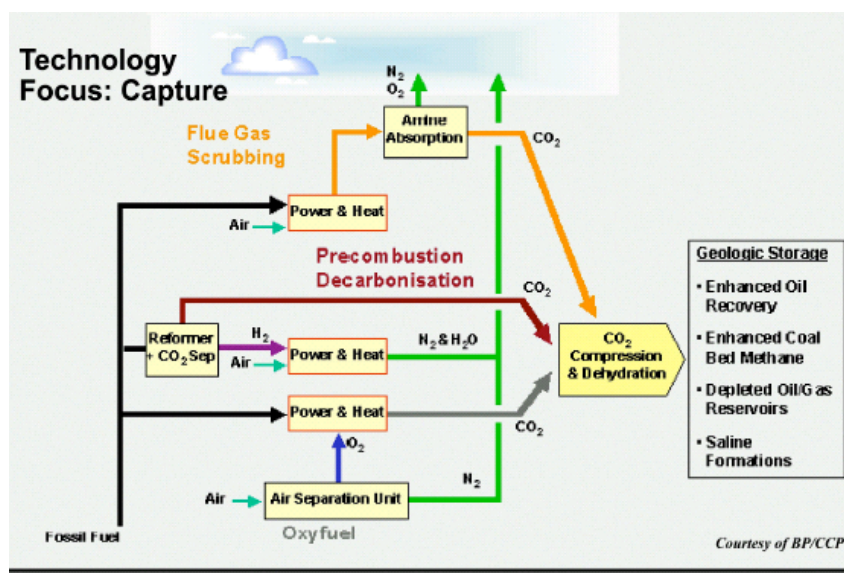 Technology
Focus: Capture
N₂
O₂
Amine
Absorption
CO₂
Flue Gas
Scrubbing
Power & Heat
Air
Precombustion
Decarbonisation
CO₂
Reformer
+ CO₂ Sep
H₂
Air
Power & Heat
N₂ & H₂O
CO₂
Compression
& Dehydration
Power & Heat
CO₂
O₂
Air
Air Separation Unit
N₂
Oxyfuel
Fossil Fuel
Geologic Storage
• Enhanced Oil
Recovery
• Enhanced Coal
Bed Methane
• Depleted Oil/Gas
Reservoirs
• Saline
Formations
Courtesy of BP/CCP